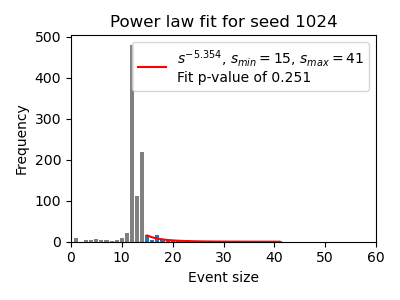 Power law fit for seed 1024
s^{-5.354}, s_{min} = 15, s_{max} = 41
Fit p-value of 0.251
Frequency
500
400
300
200
100
0
0 10 20 30 40 50 60
Event size